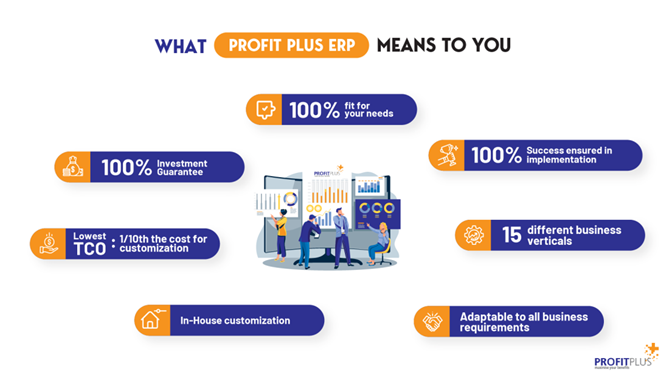 WHAT PROFIT PLUS ERP MEANS TO YOU
100% fit for
your needs
100% Investment
Guarantee
100% Success ensured in
implementation
PROFITPLUS
Lowest
TCO : 1/10th the cost for
customization
15 different business
verticals
In-House customization
Adaptable to all business
requirements
PROFITPLUS
maximise your benefits